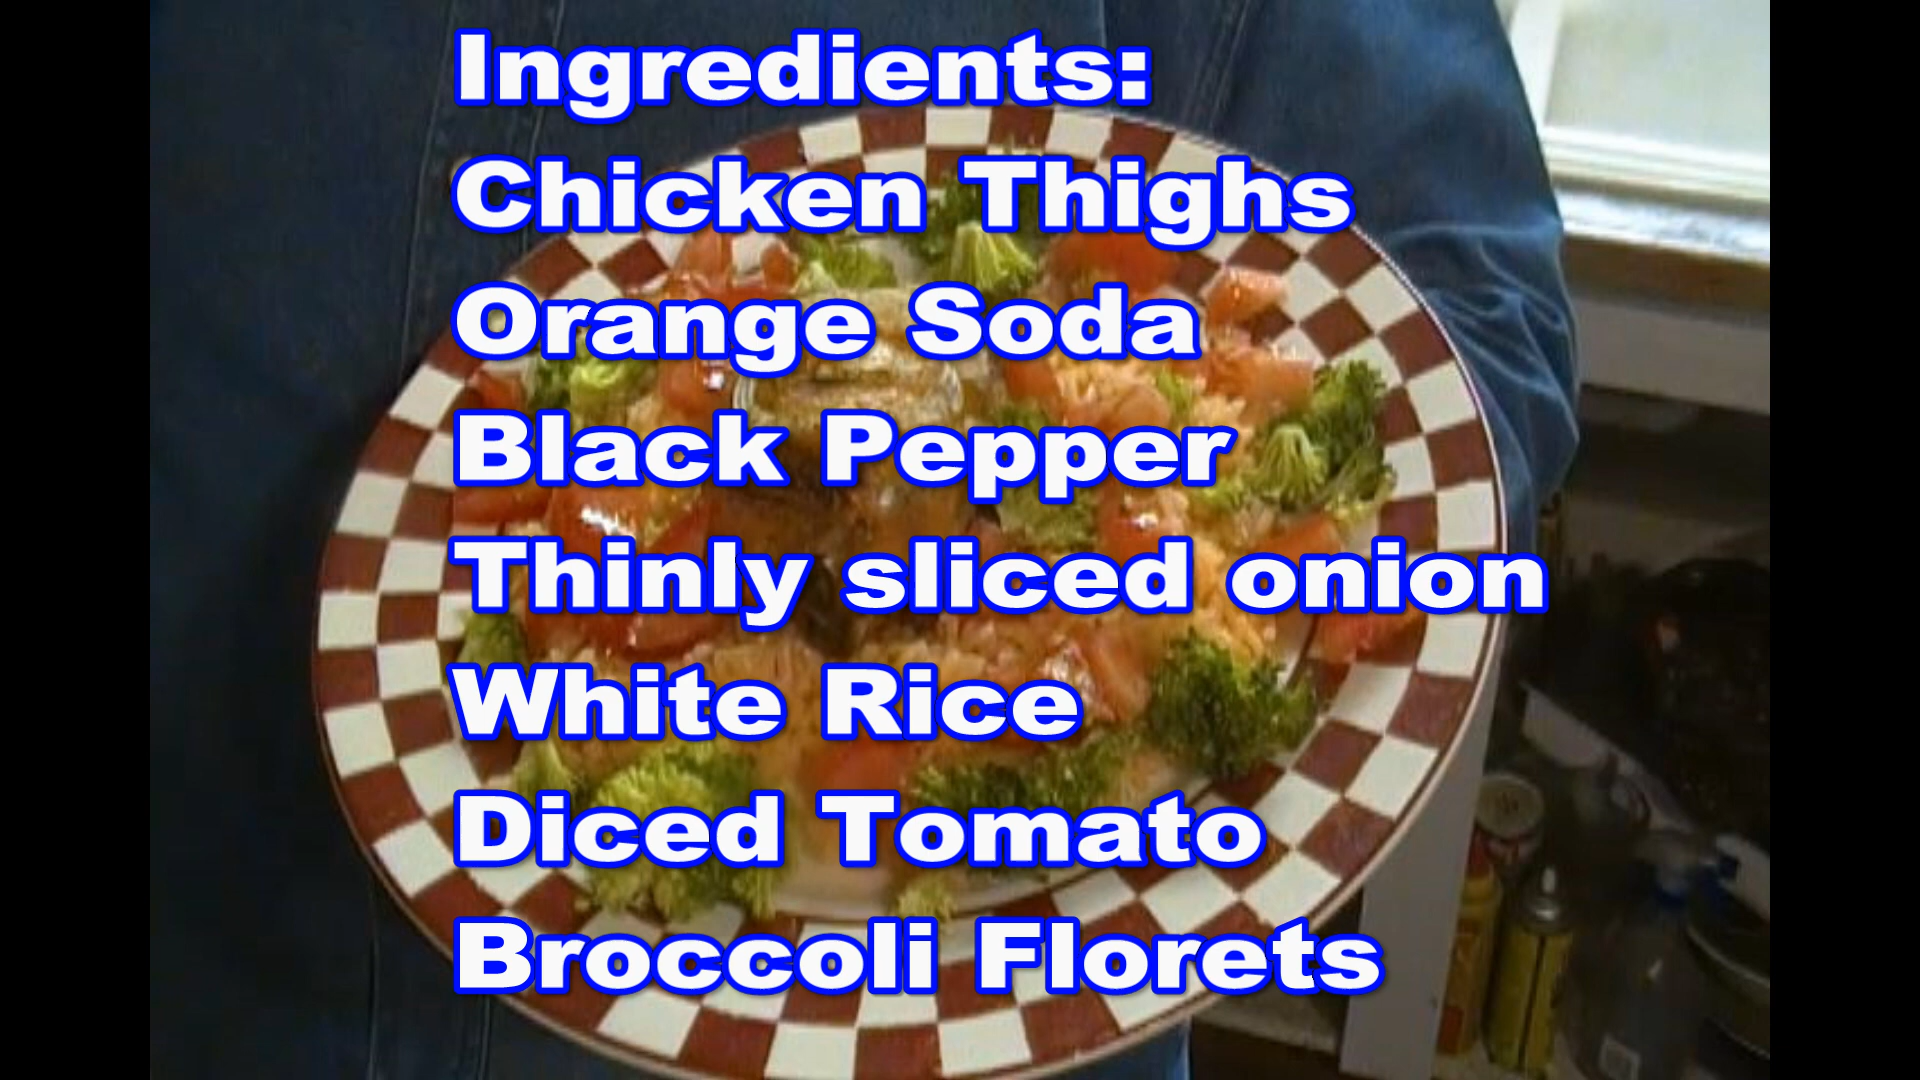 Ingredients:
Chicken Thighs
Orange Soda
Black Pepper
Thinly sliced onion
White Rice
Diced Tomato
Broccoli Florets